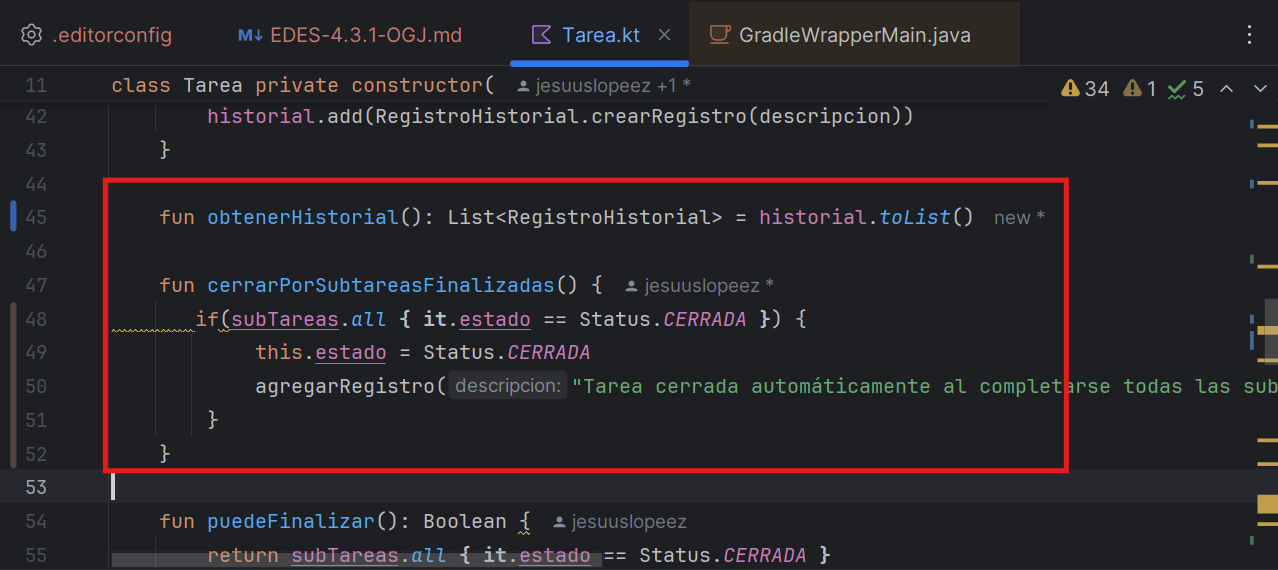 .editorconfig M↓ EDES-4.3.1-OGJ.md Tarea.kt × GradleWrapperMain.java
11 class Tarea private constructor( jesuuslopeez +1 * 34 1 5
42 historial.add(RegistroHistorial.crearRegistro(descripcion))
43 }
44
45 fun obtenerHistorial(): List<RegistroHistorial> = historial.toList() new *
46
47 fun cerrarPorSubtareasFinalizadas() { jesuuslopeez *
48 if(subTareas.all { it.estado == Status.CERRADA }) {
49 this.estado = Status.CERRADA
50 agregarRegistro( descripcion: "Tarea cerrada automáticamente al completarse todas las sub
51 }
52 }
53
54 fun puedeFinalizar(): Boolean { jesuuslopeez
55 return subTareas.all { it.estado == Status.CERRADA }